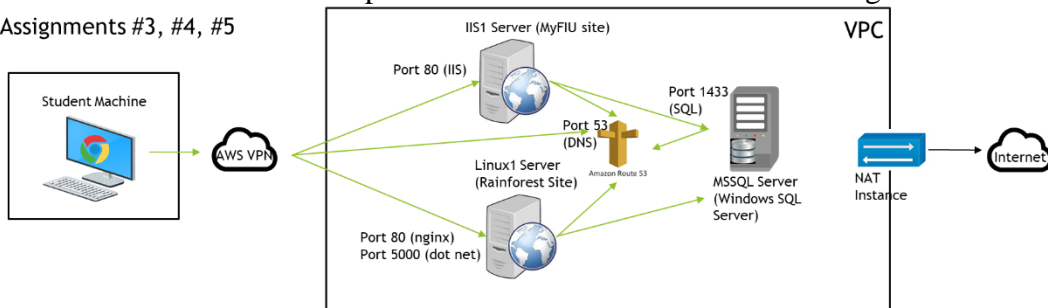 Assignments #3, #4, #5
IIS1 Server (MyFIU site)
VPC
Port 80 (IIS)
Student Machine
Port 1433
(SQL)
Port 53
(DNS)
AWS VPN
Internet
Linux1 Server
(Rainforest Site)
Amazon Route 53
MSSQL Server
(Windows SQL
Server)
NAT
Instance
Port 80 (nginx)
Port 5000 (dot net)